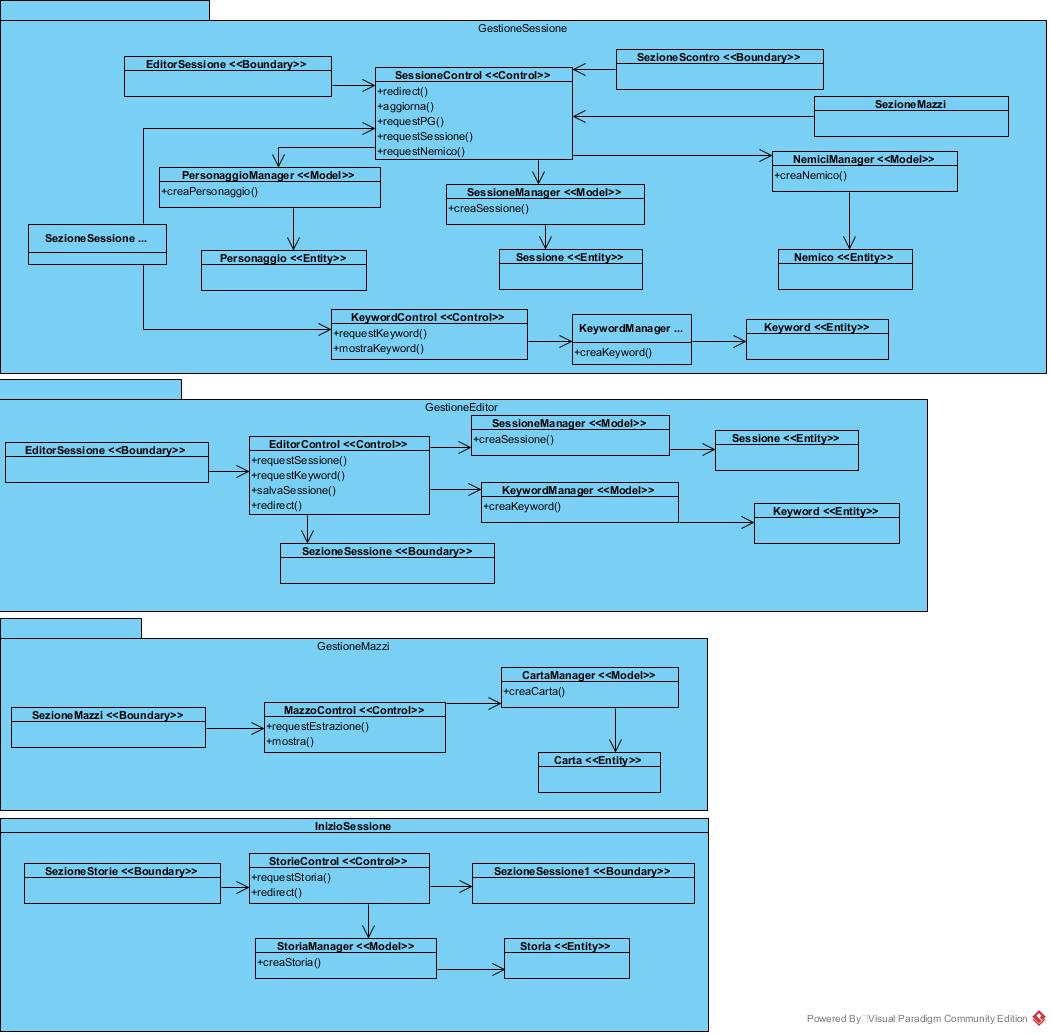 GestioneSessione
EditorSessione <<Boundary>>
SessioneControl <<Control>>
+redirect()
+aggiorna()
+requestPG()
+requestSessione()
+requestNemico()
SezioneScontro <<Boundary>>
SezioneMazzi
PersonaggioManager <<Model>>
+creaPersonaggio()
SessioneManager <<Model>>
+creaSessione()
NemiciManager <<Model>>
+creaNemico()
SezioneSessione ...
Personaggio <<Entity>>
Sessione <<Entity>>
Nemico <<Entity>>
KeywordControl <<Control>>
+requestKeyword()
+mostraKeyword()
KeywordManager ...
+creaKeyword()
Keyword <<Entity>>
GestioneEditor
EditorSessione <<Boundary>>
EditorControl <<Control>>
+requestSessione()
+requestKeyword()
+salvaSessione()
+redirect()
SessioneManager <<Model>>
+creaSessione()
Sessione <<Entity>>
KeywordManager <<Model>>
+creaKeyword()
Keyword <<Entity>>
SezioneSessione <<Boundary>>
GestioneMazzi
SezioneMazzi <<Boundary>>
MazzoControl <<Control>>
+requestEstrazione()
+mostra()
CartaManager <<Model>>
+creaCarta()
Carta <<Entity>>
InizioSessione
SezioneStorie <<Boundary>>
StorieControl <<Control>>
+requestStoria()
+redirect()
SezioneSessione1 <<Boundary>>
StoriaManager <<Model>>
+creaStoria()
Storia <<Entity>>
Powered By Visual Paradigm Community Edition